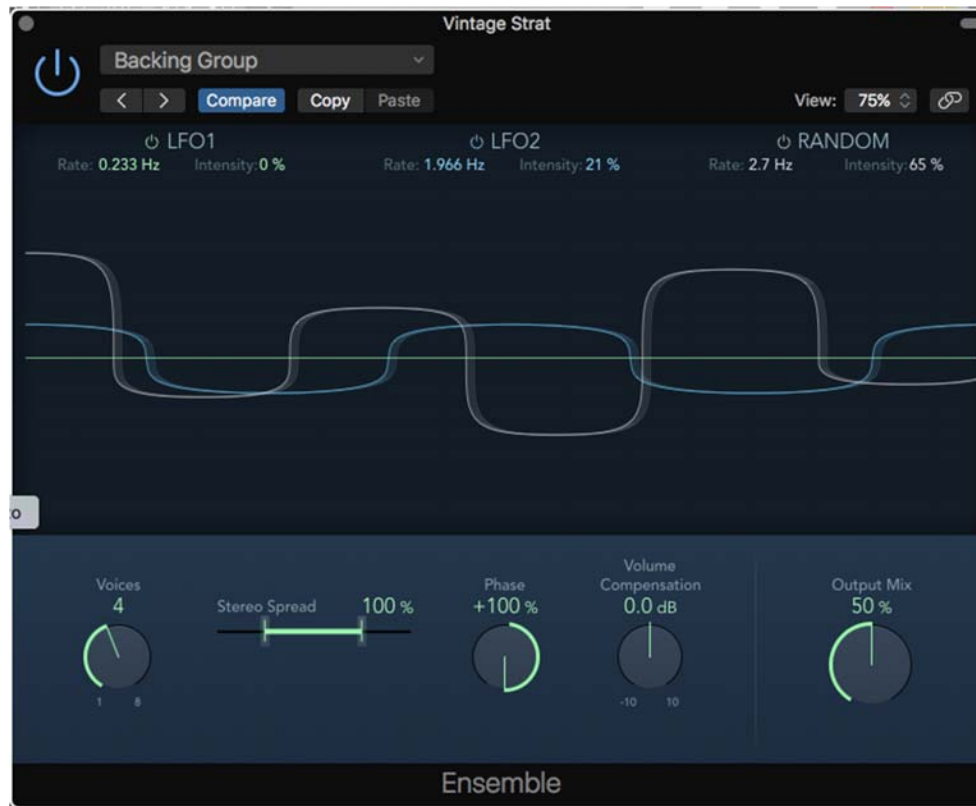 Vintage Strat
Backing Group
Compare Copy Paste View: 75%
LFO1 LFO2 RANDOM
Rate: 0.233 Hz Intensity: 0 % Rate: 1.966 Hz Intensity: 21 % Rate: 2.7 Hz Intensity: 65 %
Voices
4
1 8
Stereo Spread 100 %
Phase
+100 %
Volume
Compensation
0.0 dB
-10 10
Output Mix
50 %
Ensemble